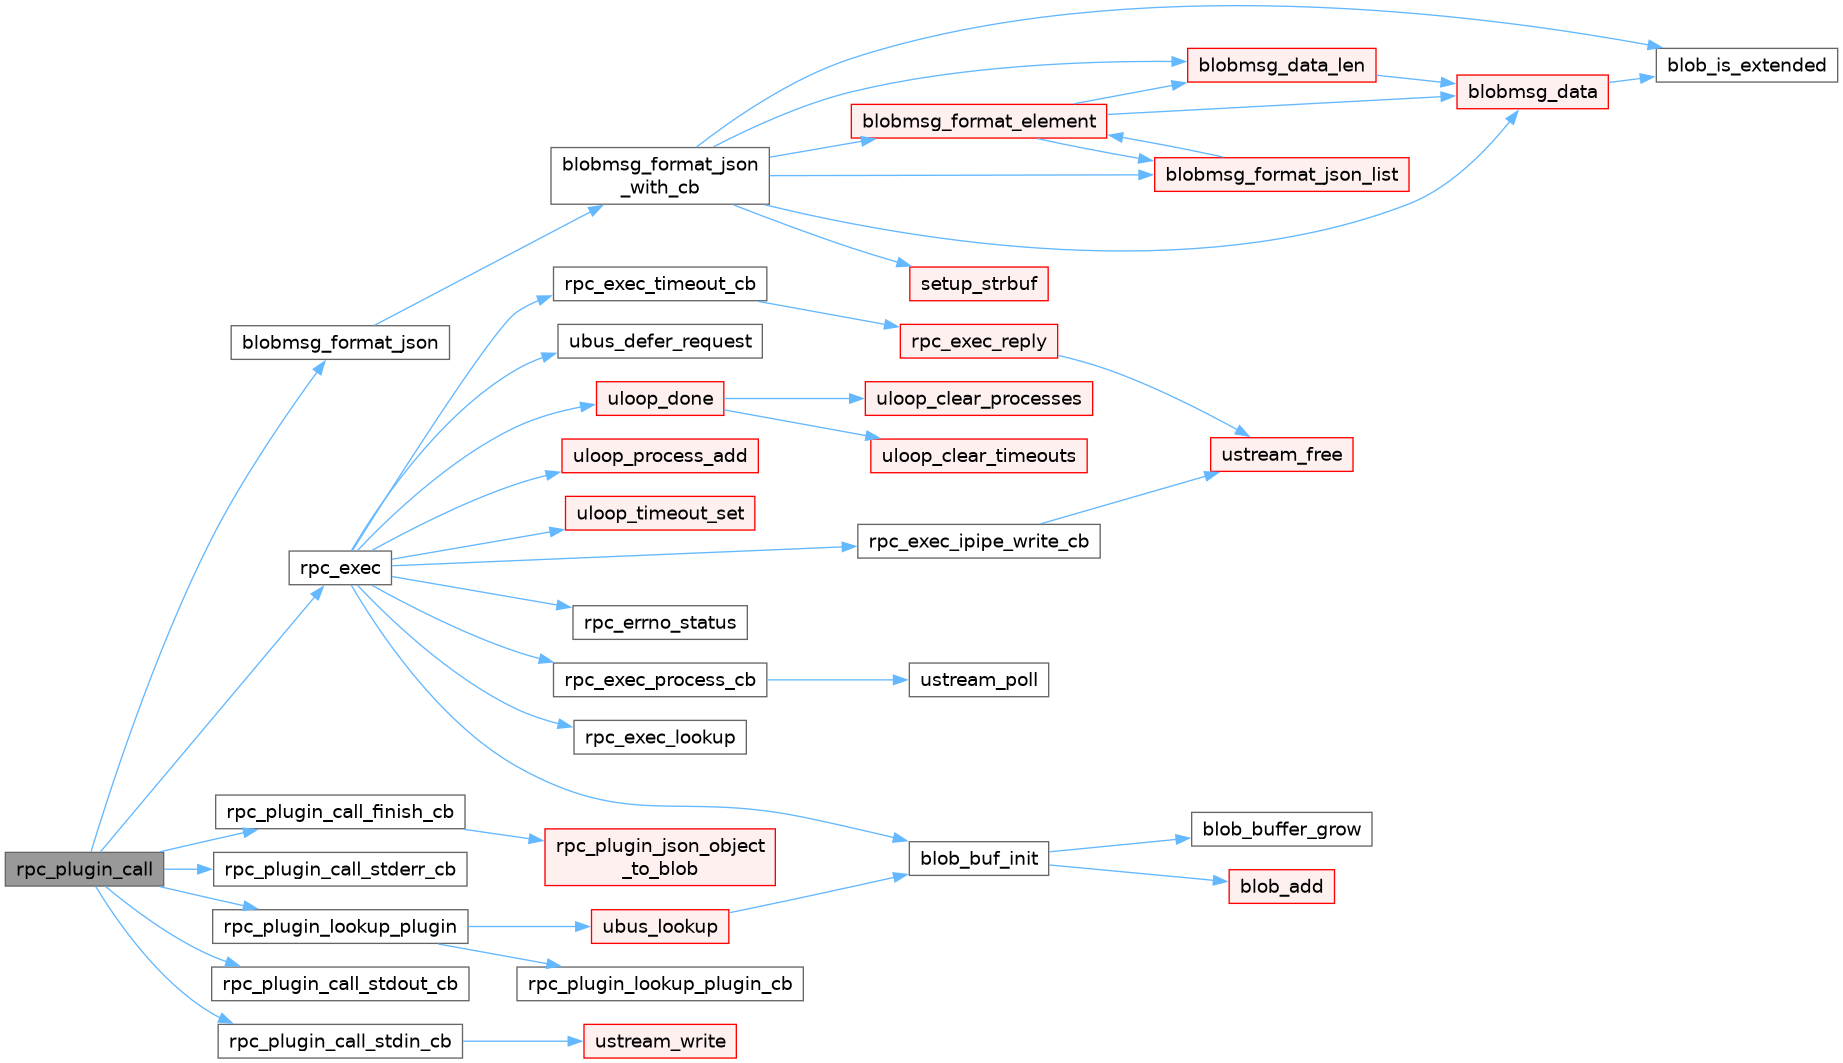 blob_is_extended
blobmsg_data_len
blobmsg_data
blobmsg_format_element
blobmsg_format_json
_with_cb
blobmsg_format_json_list
rpc_exec_timeout_cb
setup_strbuf
blobmsg_format_json
ubus_defer_request
rpc_exec_reply
uloop_done
uloop_clear_processes
uloop_process_add
uloop_clear_timeouts
ustream_free
uloop_timeout_set
rpc_exec_ipipe_write_cb
rpc_exec
rpc_errno_status
rpc_exec_process_cb
ustream_poll
rpc_exec_lookup
rpc_plugin_call_finish_cb
blob_buffer_grow
rpc_plugin_json_object
_to_blob
blob_buf_init
rpc_plugin_call
rpc_plugin_call_stderr_cb
blob_add
rpc_plugin_lookup_plugin
ubus_lookup
rpc_plugin_call_stdout_cb
rpc_plugin_lookup_plugin_cb
rpc_plugin_call_stdin_cb
ustream_write